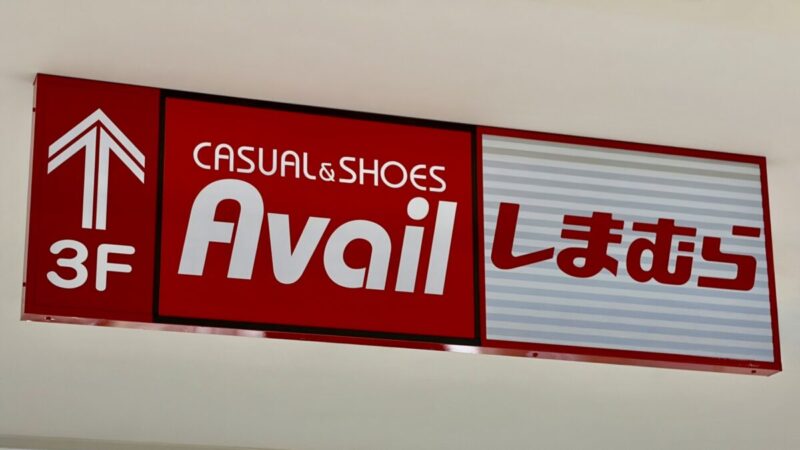 3F
CASUAL&SHOES
Avail
しまむら